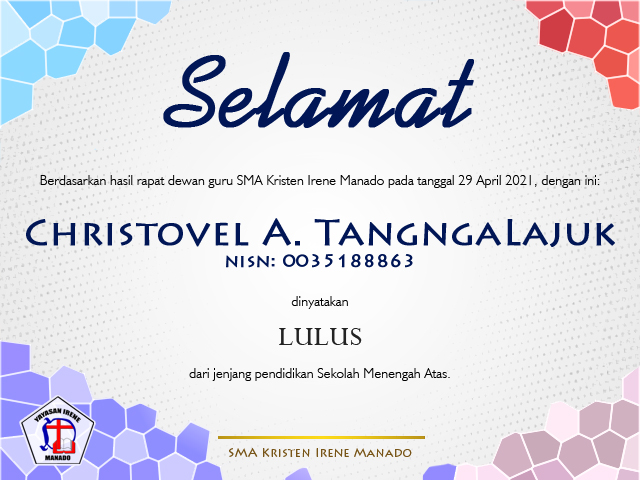 Selamat
Berdasarkan hasil rapat dewan guru SMA Kristen Irene Manado pada tanggal 29 April 2021, dengan ini:
Christovel A. Tangngalajuk
NISN: 0035188863
dinyatakan
LULUS
dari jenjang pendidikan Sekolah Menengah Atas.
YAYASAN IRENE
MANADO
SMA Kristen Irene Manado